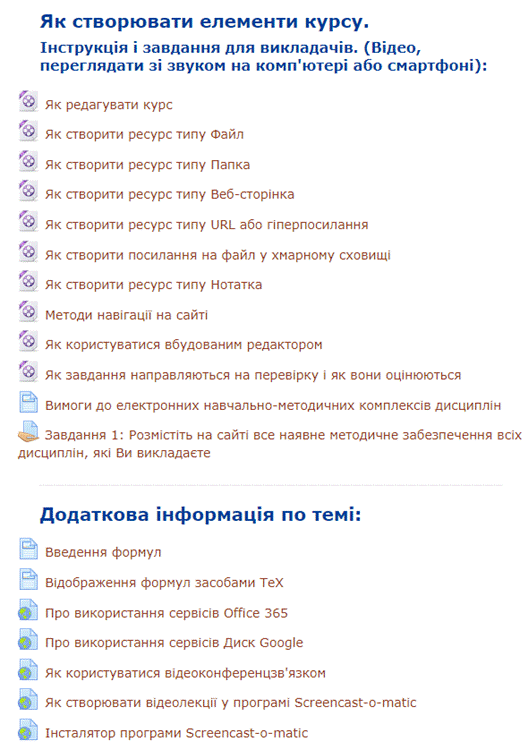 Як створювати елементи курсу.
Інструкція і завдання для викладачів. (Відео,
переглядати зі звуком на комп'ютері або смартфоні):
Як редагувати курс
Як створити ресурс типу Файл
Як створити ресурс типу Папка
Як створити ресурс типу Веб-сторінка
Як створити ресурс типу URL або гіперпосилання
Як створити посилання на файл у хмарному сховищі
Як створити ресурс типу Нотатка
Методи навігації на сайті
Як користуватися вбудованим редактором
Як завдання направляються на перевірку і як вони оцінюються
Вимоги до електронних навчально-методичних комплексів дисциплін
Завдання 1: Розмістіть на сайті все наявне методичне забезпечення всіх
дисциплін, які Ви викладаєте
Додаткова інформація по темі:
Введення формул
Відображення формул засобами TeX
Про використання сервісів Office 365
Про використання сервісів Диск Google
Як користуватися відеоконференцзв'язком
Як створювати відеолекції у програмі Screencast-o-matic
Інсталятор програми Screencast-o-matic